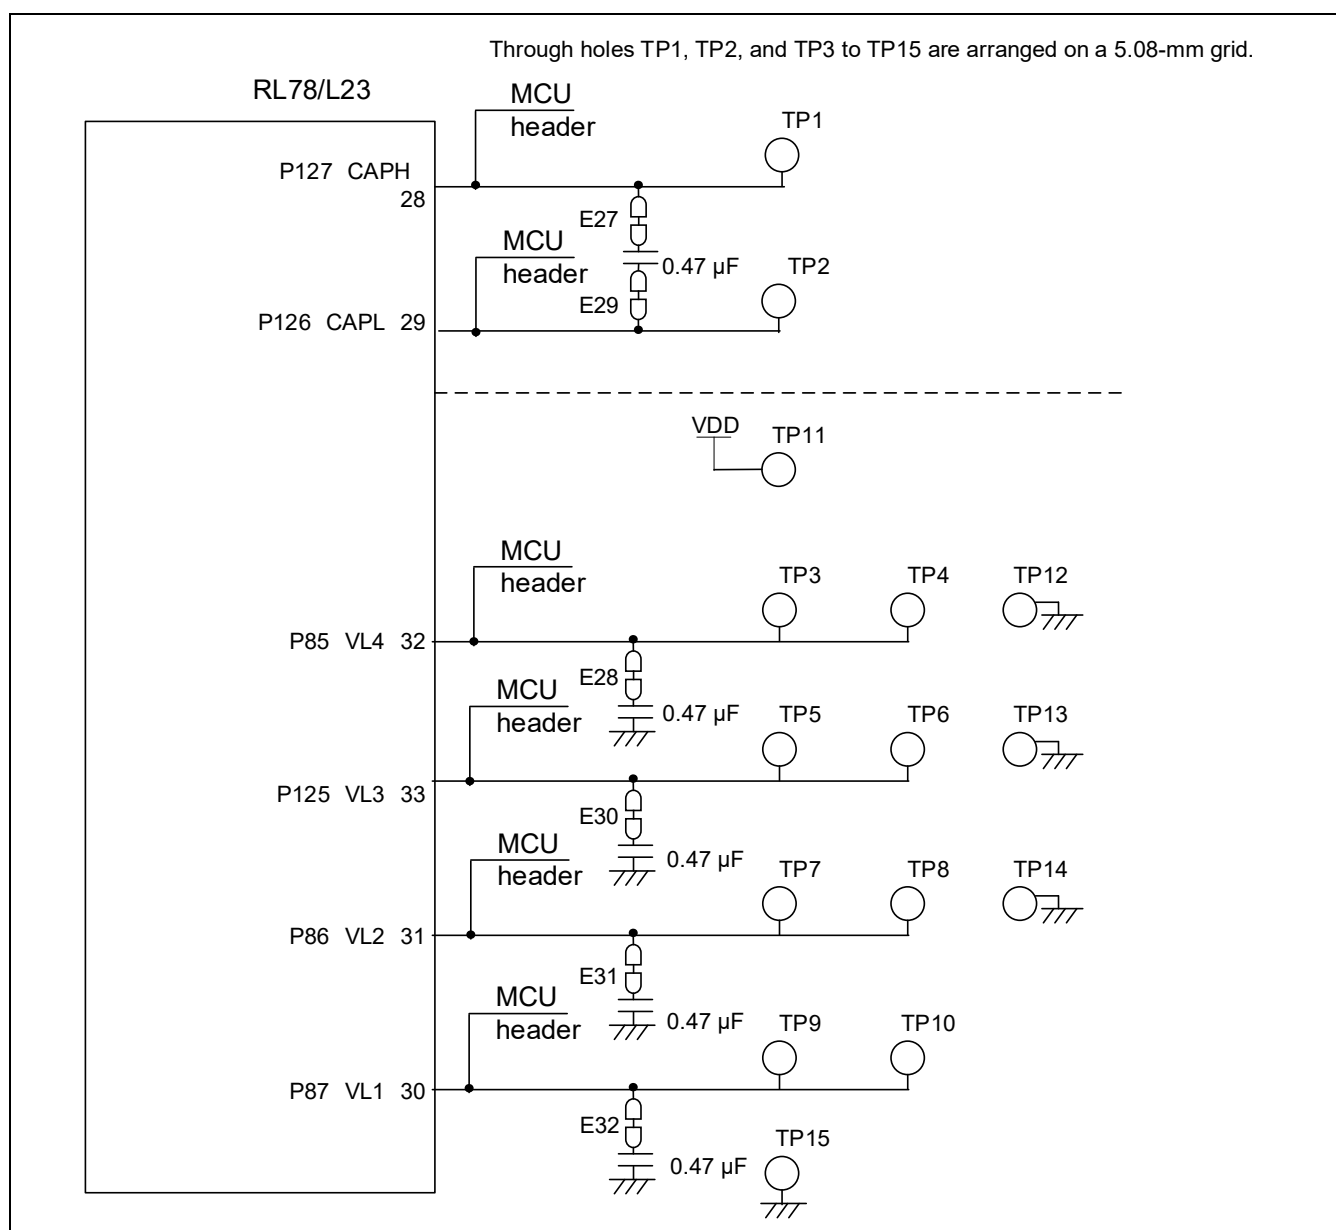 Through holes TP1, TP2, and TP3 to TP15 are arranged on a 5.08-mm grid.
RL78/L23
MCU
header
TP1
P127 CAPH
28
E27
MCU
header
0.47 µF
TP2
E29
P126 CAPL 29
VDD
TP11
MCU
header
TP3
TP4
TP12
P85 VL4 32
E28
MCU
header
0.47 µF
TP5
TP6
TP13
P125 VL3 33
E30
MCU
header
0.47 µF
TP7
TP8
TP14
P86 VL2 31
E31
MCU
header
0.47 µF
TP9
TP10
P87 VL1 30
E32
0.47 µF
TP15